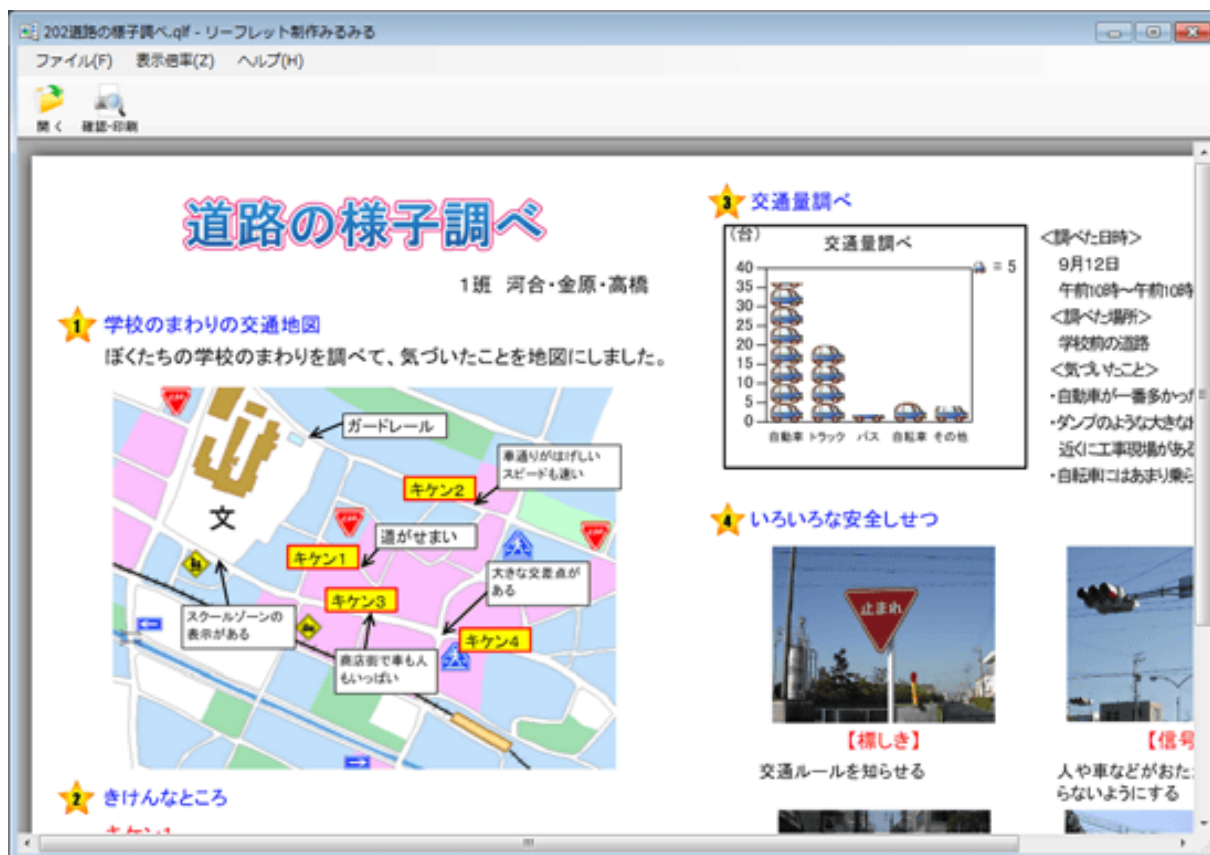 202道路の様子調べ.qlf - リーフレット制作みるみる
ファイル(F) 表示倍率(Z) ヘルプ(H)
開く 確認・印刷
道路の様子調べ
1班 河合・金原・高橋
1 学校のまわりの交通地図
ぼくたちの学校のまわりを調べて、気づいたことを地図にしました。
ガードレール
車通りがはげしい
スピードも速い
キケン2
文
道がせまい
キケン1
大きな交差点が
ある
キケン3
スクールゾーンの
表示がある
キケン4
商店街で車も人
もいっぱい
2 きけんなところ
キケン1
3 交通量調べ
(台)
交通量調べ
= 5
40
35
30
25
20
15
10
5
0
自動車 トラック バス 自転車 その他
<調べた日時>
9月12日
午前10時~午前10時
<調べた場所>
学校前の道路
<気づいたこと>
・自動車が一番多かった
・ダンプのような大きな
近くに工事現場がある
・自転車にはあまり乗ら
4 いろいろな安全しせつ
止まれ
【標しき】
交通ルールを知らせる
【信号
人や車などがおた
らないようにする